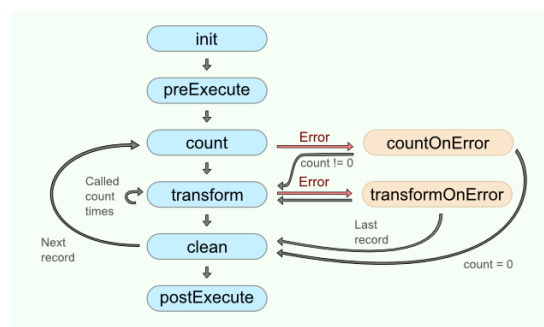 init
preExecute
count
Error
countOnError
count != 0
Called
count
times
transform
Error
transformOnError
Next
record
clean
Last
record
count = 0
postExecute